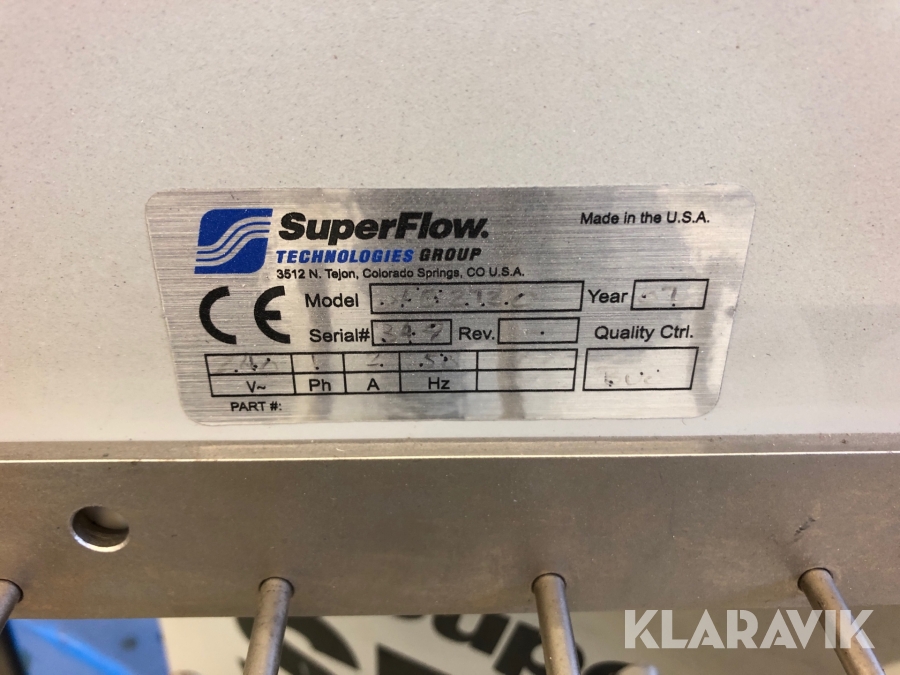 SuperFlow.
TECHNOLOGIES GROUP
3512 N. Tejon, Colorado Springs, CO U.S.A.
Made in the U.S.A.
Model Year
Serial# Rev. Quality Ctrl.
V~ Ph A Hz
PART #:
KLARAVIK